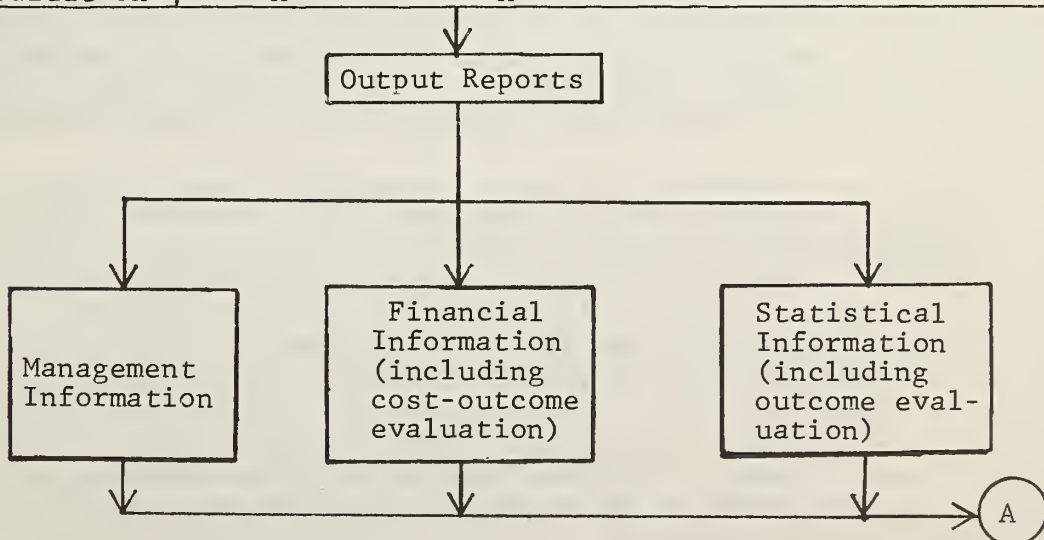 Output Reports
Management
Information
Financial
Information
(including
cost-outcome
evaluation)
Statistical
Information
(including
outcome eval-
uation)
A